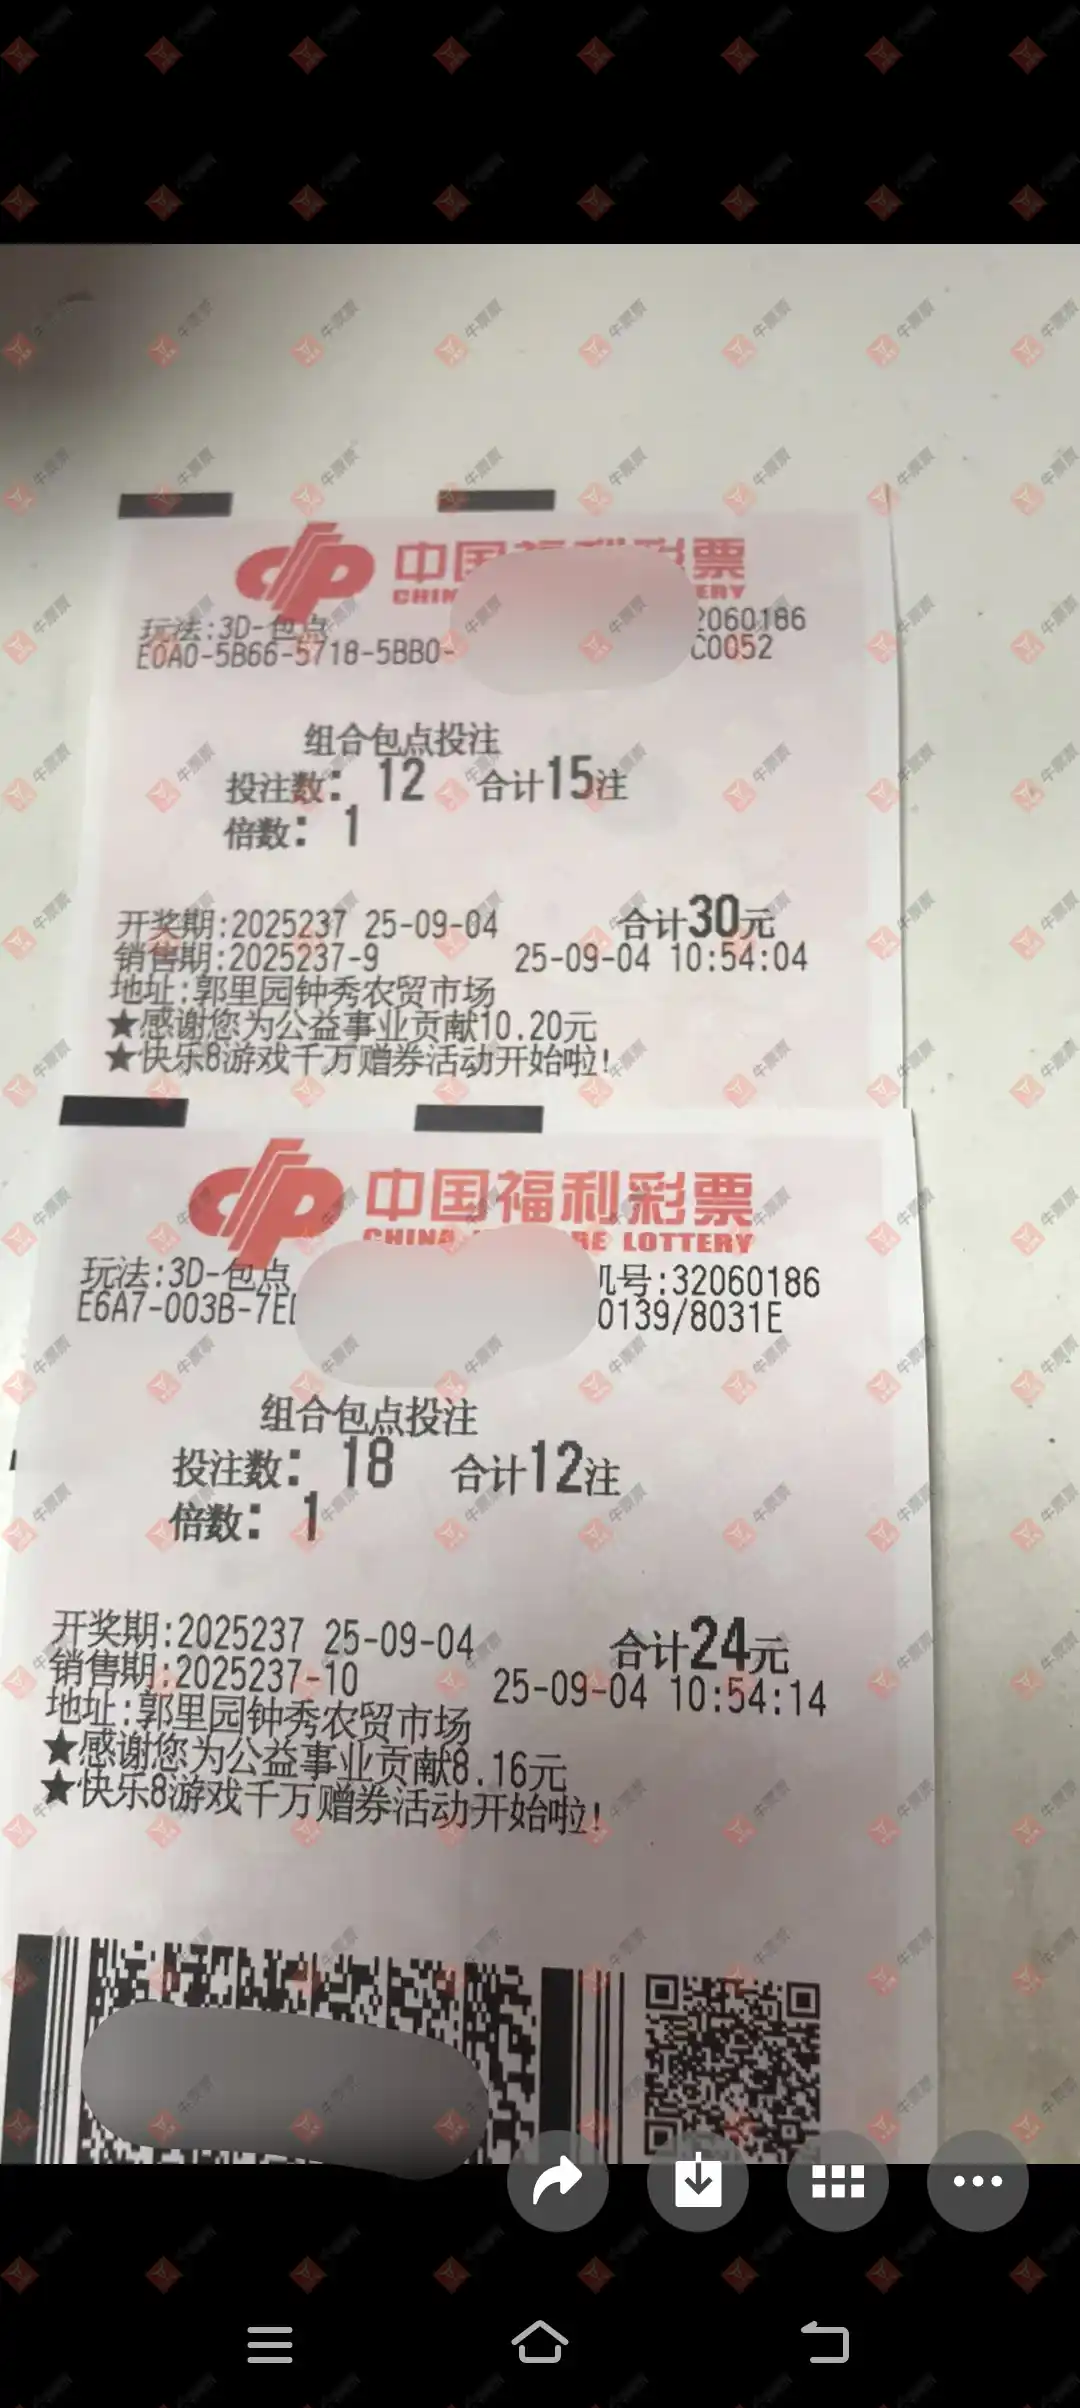 中国福利彩票
玩法:3D-包点
2060186
E0A0-5B66-5718-5BB0-
C0052
组合包点投注
投注数: 12 合计15注
倍数: 1
开奖期:2025237 25-09-04 合计30元
销售期:2025237-9 25-09-04 10:54:04
地址:郭里园钟秀农贸市场
★感谢您为公益事业贡献10.20元
★快乐8游戏千万赠券活动开始啦!
中国福利彩票
LOTTERY
玩法:3D-包点 机号:32060186
E6A7-003B-7E 0139/8031E
组合包点投注
投注数: 18 合计12注
倍数: 1
开奖期:2025237 25-09-04 合计24元
销售期:2025237-10 25-09-04 10:54:14
地址:郭里园钟秀农贸市场
★感谢您为公益事业贡献8.16元
★快乐8游戏千万赠券活动开始啦!
牛票票